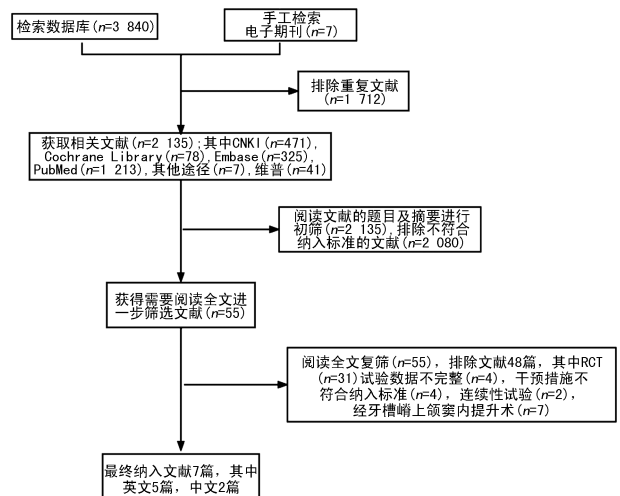 检索数据库(n=3 840)
手工检索
电子期刊(n=7)
排除重复文献
(n=1 712)
获取相关文献(n=2 135);其中CNKI(n=471),
Cochrane Library(n=78),Embase(n=325),
PubMed(n=1 213),其他途径(n=7),维普(n=41)
阅读文献的题目及摘要进行
初筛(n=2 135),排除不符合
纳入标准的文献(n=2 080)
获得需要阅读全文进
一步筛选文献(n=55)
阅读全文复筛(n=55)，排除文献48篇，其中RCT
(n=31)试验数据不完整(n=4)，干预措施不
符合纳入标准(n=4)，连续性试验(n=2)，
经牙槽嵴上颌窦内提升术(n=7)
最终纳入文献7篇，其中
英文5篇，中文2篇